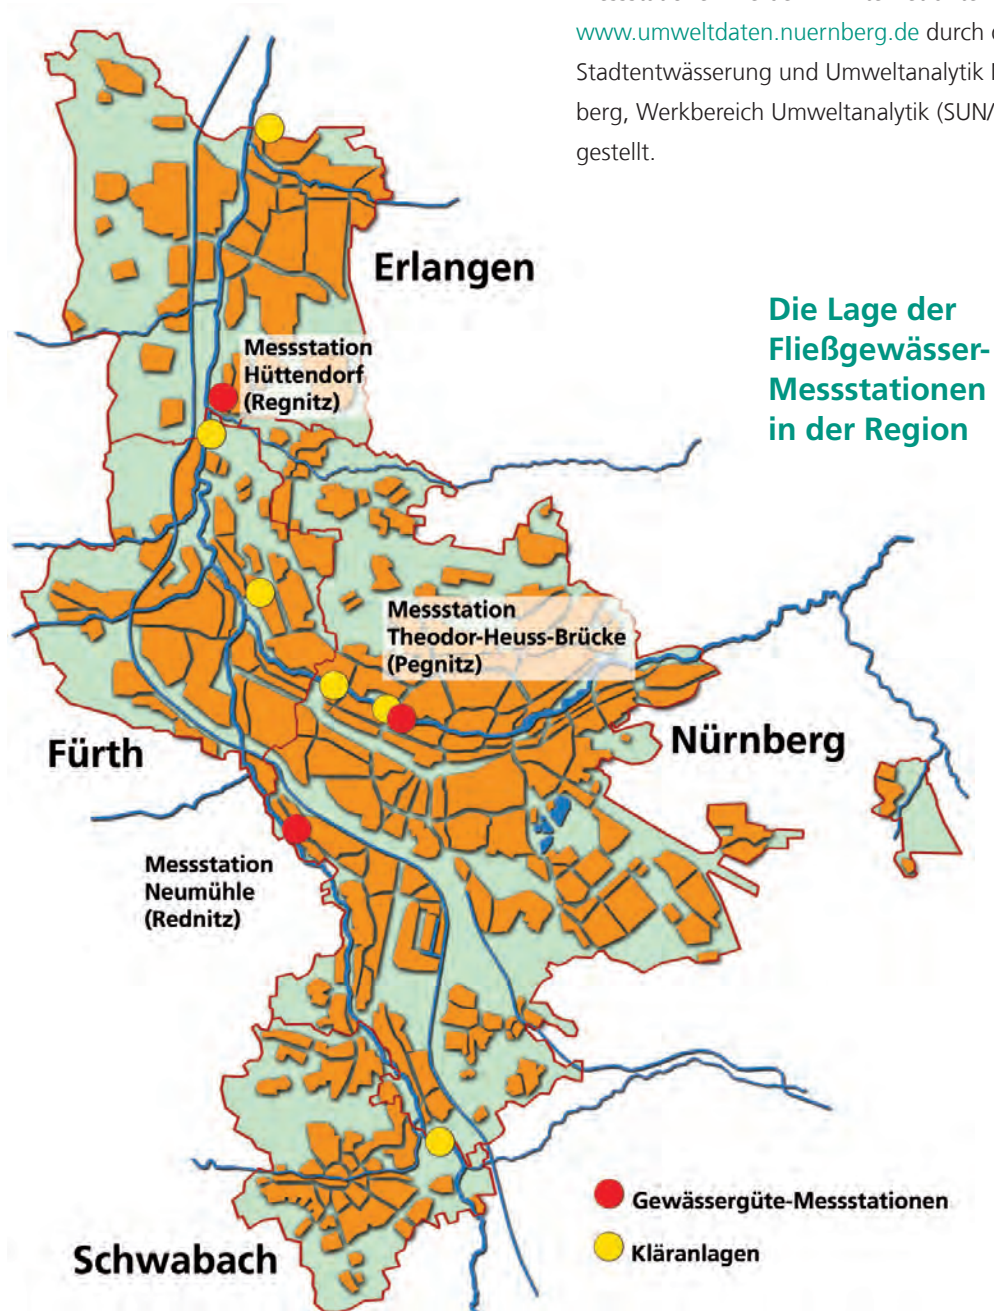 www.umweltdaten.nuernberg.de durch
Stadtentwässerung und Umweltanalytik
berg, Werkbereich Umweltanalytik (SUN/
gestellt.
Erlangen
Die Lage der
Fließgewässer-
Messstationen
in der Region
Messstation
Hüttendorf
(Regnitz)
Messstation
Theodor-Heuss-Brücke
(Pegnitz)
Fürth
Nürnberg
Messstation
Neumühle
(Rednitz)
Gewässergüte-Messstationen
Kläranlagen
Schwabach